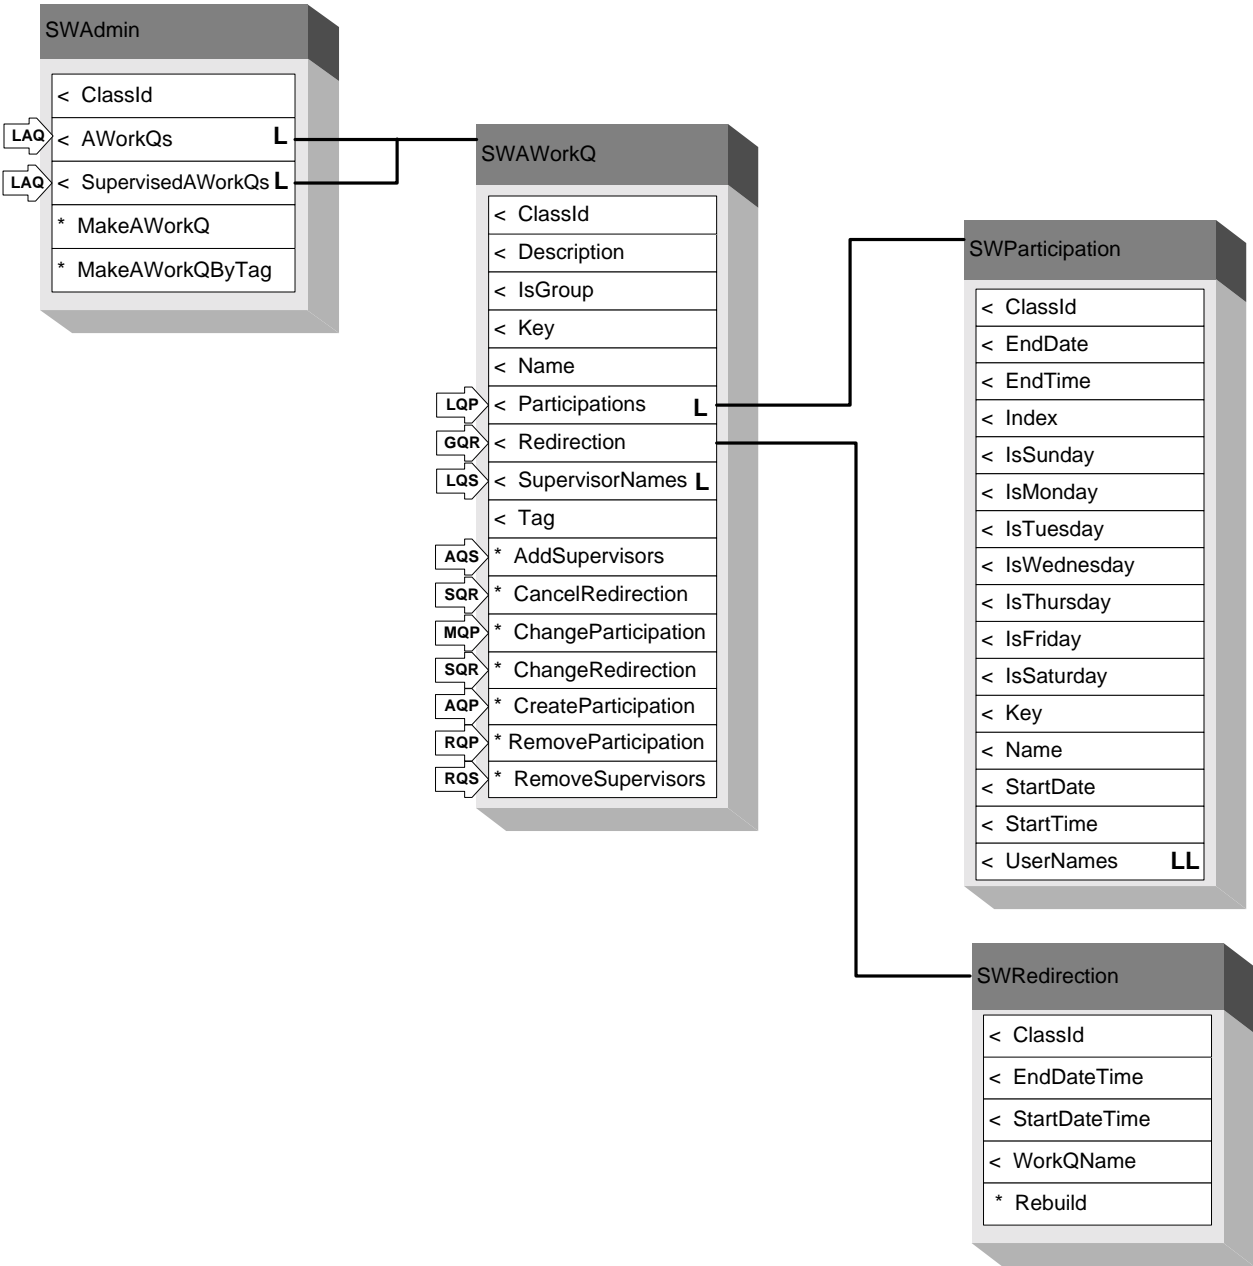 SWAdmin
< ClassId
LAQ < AWorkQs L
LAQ < SupervisedAWorkQs L
* MakeAWorkQ
* MakeAWorkQByTag
SWAWorkQ
< ClassId
< Description
< IsGroup
< Key
< Name
LQP < Participations L
GQR < Redirection
LQS < SupervisorNames L
< Tag
AQS * AddSupervisors
SQR * CancelRedirection
MQP * ChangeParticipation
SQR * ChangeRedirection
AQP * CreateParticipation
RQP * RemoveParticipation
RQS * RemoveSupervisors
SWParticipation
< ClassId
< EndDate
< EndTime
< Index
< IsSunday
< IsMonday
< IsTuesday
< IsWednesday
< IsThursday
< IsFriday
< IsSaturday
< Key
< Name
< StartDate
< StartTime
< UserNames LL
SWRedirection
< ClassId
< EndDateTime
< StartDateTime
< WorkQName
* Rebuild